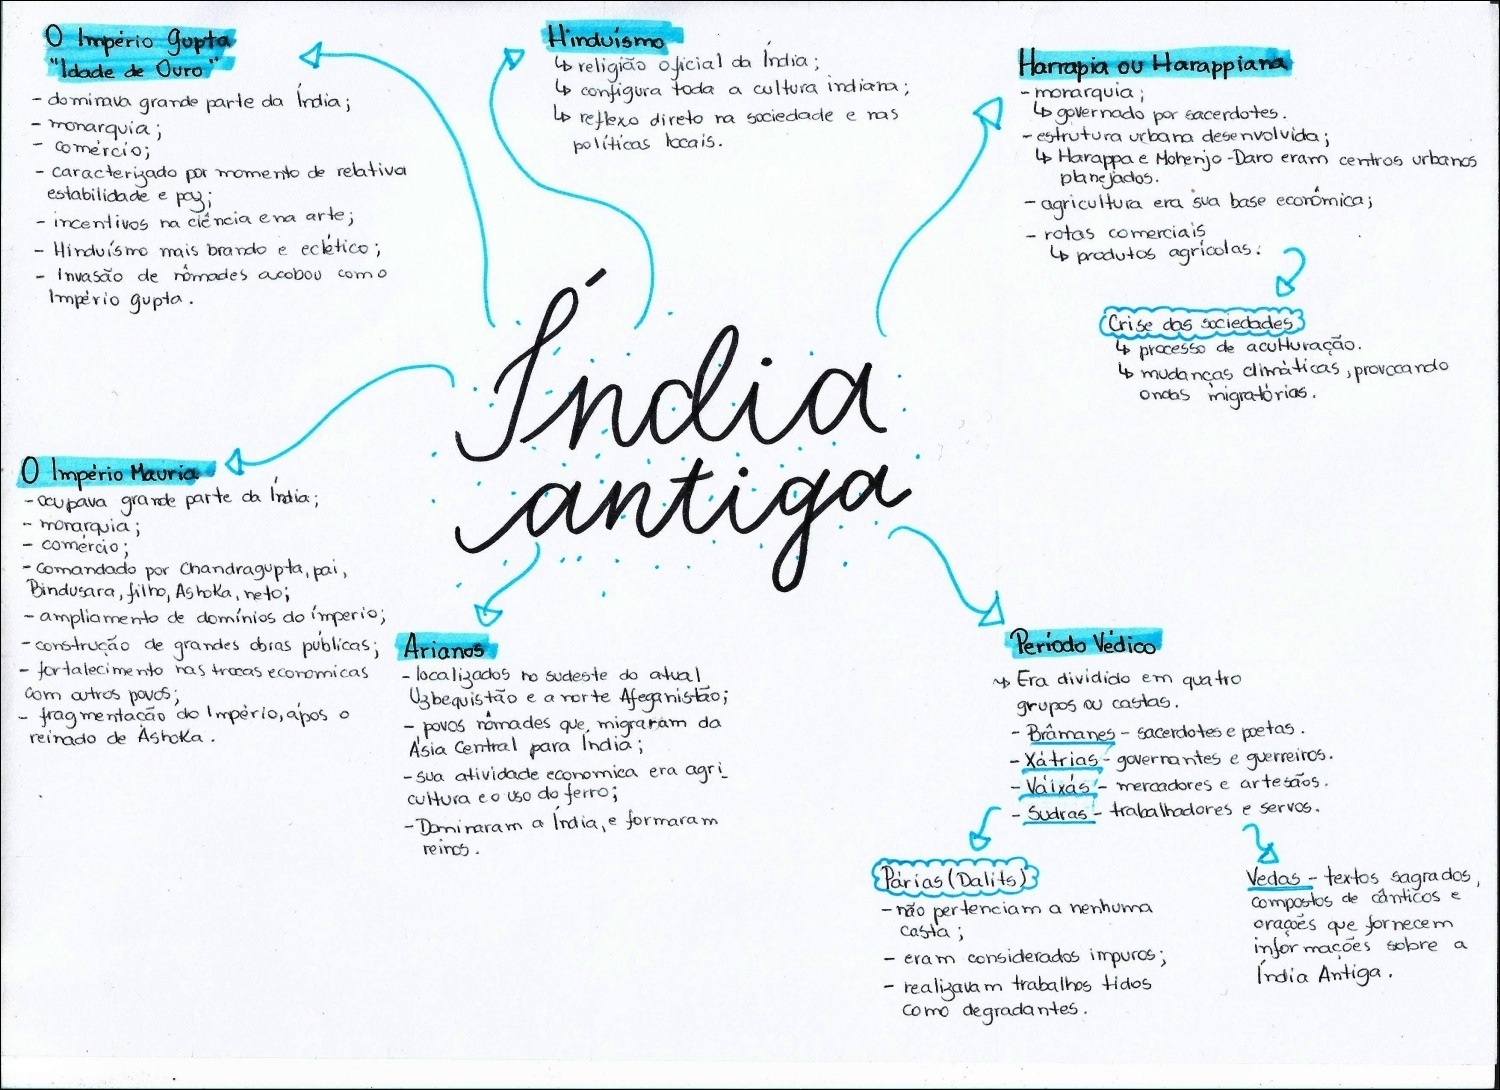 O Império Gupta
"Idade de Ouro"
- dominava grande parte da Índia;
- monarquia;
- comércio;
- caracterizado por momento de relativa
estabilidade e paz;
- incentivos na ciência e na arte;
- Hinduísmo mais brando e eclético;
- Invasão de nômades acabou com o
Império gupta.
Hinduísmo
↳ religião oficial da Índia;
↳ configura toda a cultura indiana;
↳ reflexo direto na sociedade e nas
políticas locais.
Harrapia ou Harappiana
- monarquia;
↳ governado por sacerdotes.
- estrutura urbana desenvolvida;
↳ Harappa e Mohenjo-Daro eram centros urbanos
planejados.
- agricultura era sua base econômica;
- rotas comerciais
↳ produtos agrícolas.
Crise das sociedades
↳ processo de aculturação.
↳ mudanças climáticas, provocando
ondas migratórias.
Índia
antiga
O Império Mauria
- ocupava grande parte da Índia;
- monarquia;
- comércio;
- comandado por Chandragupta, pai,
Bindusara, filho, Ashoka, neto;
- ampliamento de domínios do ímperio;
- construção de grandes obras públicas;
- fortalecimento nas trocas economicas
com outros povos;
- fragmentação do Império, após o
reinado de Ashoka.
Arianos
- localizados no sudeste do atual
Uzbequistão e a norte Afeganistão;
- povos nômades que, migraram da
Ásia Central para Índia;
- sua atividade economica era agri_
cultura e o uso do ferro;
- Dominaram a Índia, e formaram
reinos.
Período Védico
↳ Era dividido em quatro
grupos ou castas.
- Brâmanes - sacerdotes e poetas.
- Xátrias - governantes e guerreiros.
- Váixás - mercadores e artesãos.
- Sudras - trabalhadores e servos.
Párias (Dalits)
- não pertenciam a nenhuma
casta;
- eram considerados impuros;
- realizavam trabalhos tidos
como degradantes.
Vedas - textos sagrados,
compostos de cânticos e
orações que fornecem
informações sobre a
Índia Antiga.